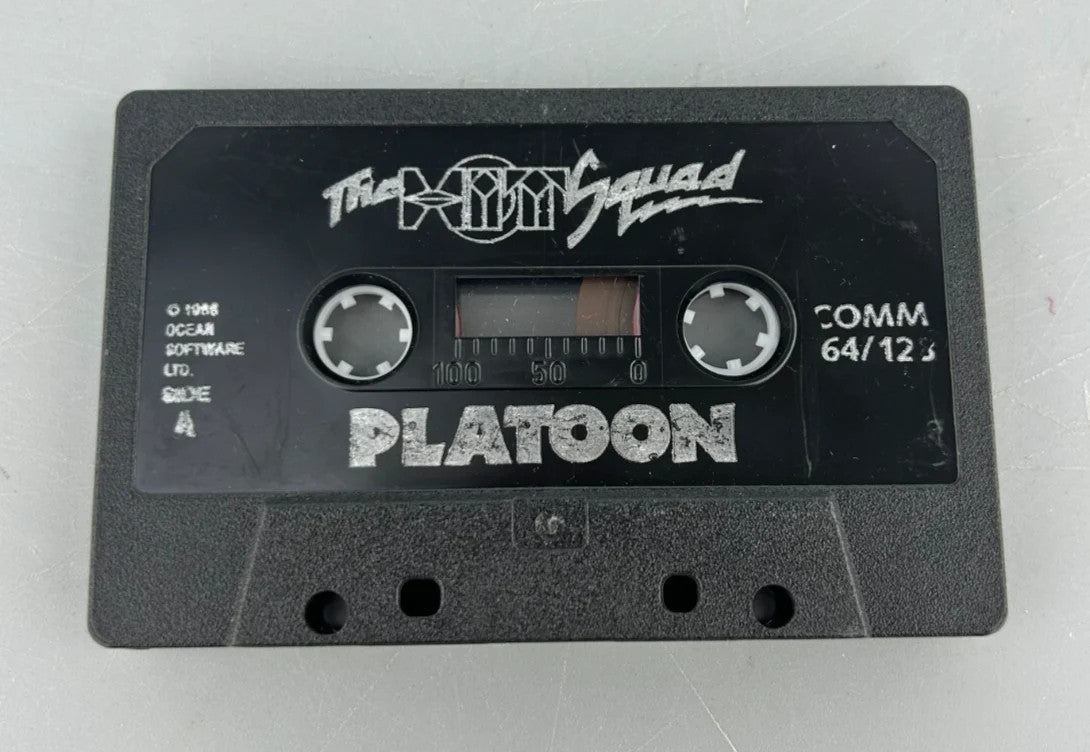 The Hit Squad
© 1988
OCEAN
SOFTWARE
LTD.
SIDE
A
COMM
64/128
100 50 0
PLATOON